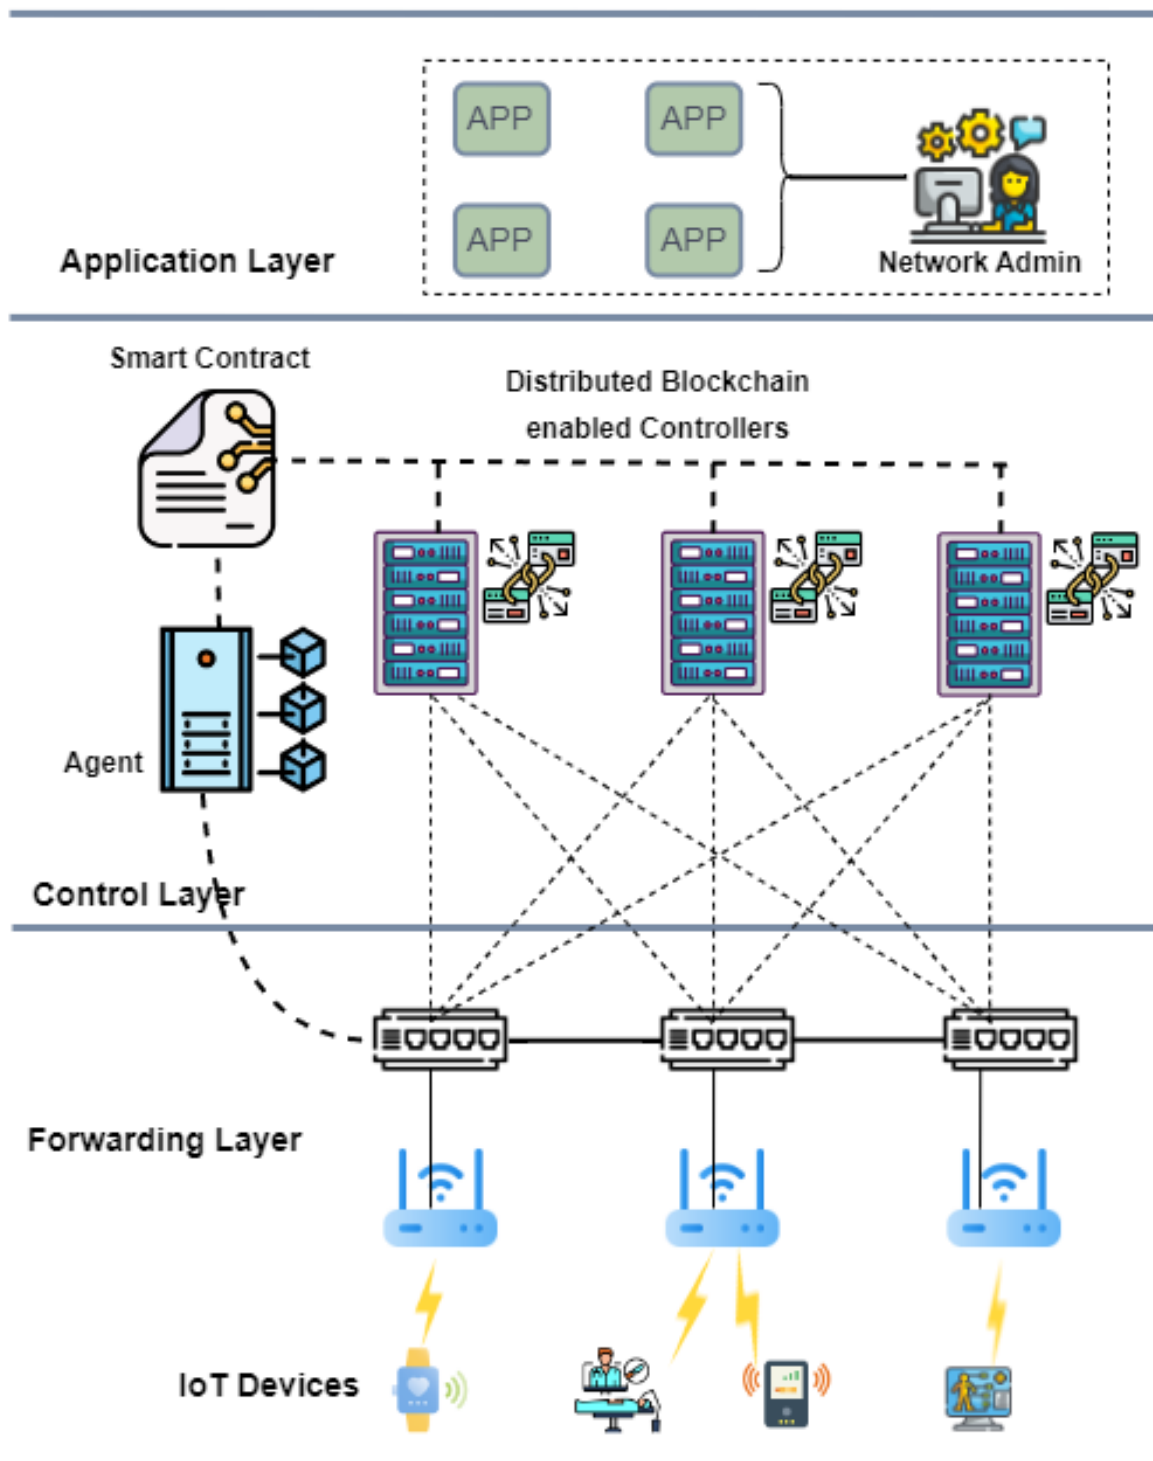 APP
APP
APP
APP
Network Admin
Application Layer
Smart Contract
Distributed Blockchain
enabled Controllers
Agent
Control Layer
Forwarding Layer
IoT Devices